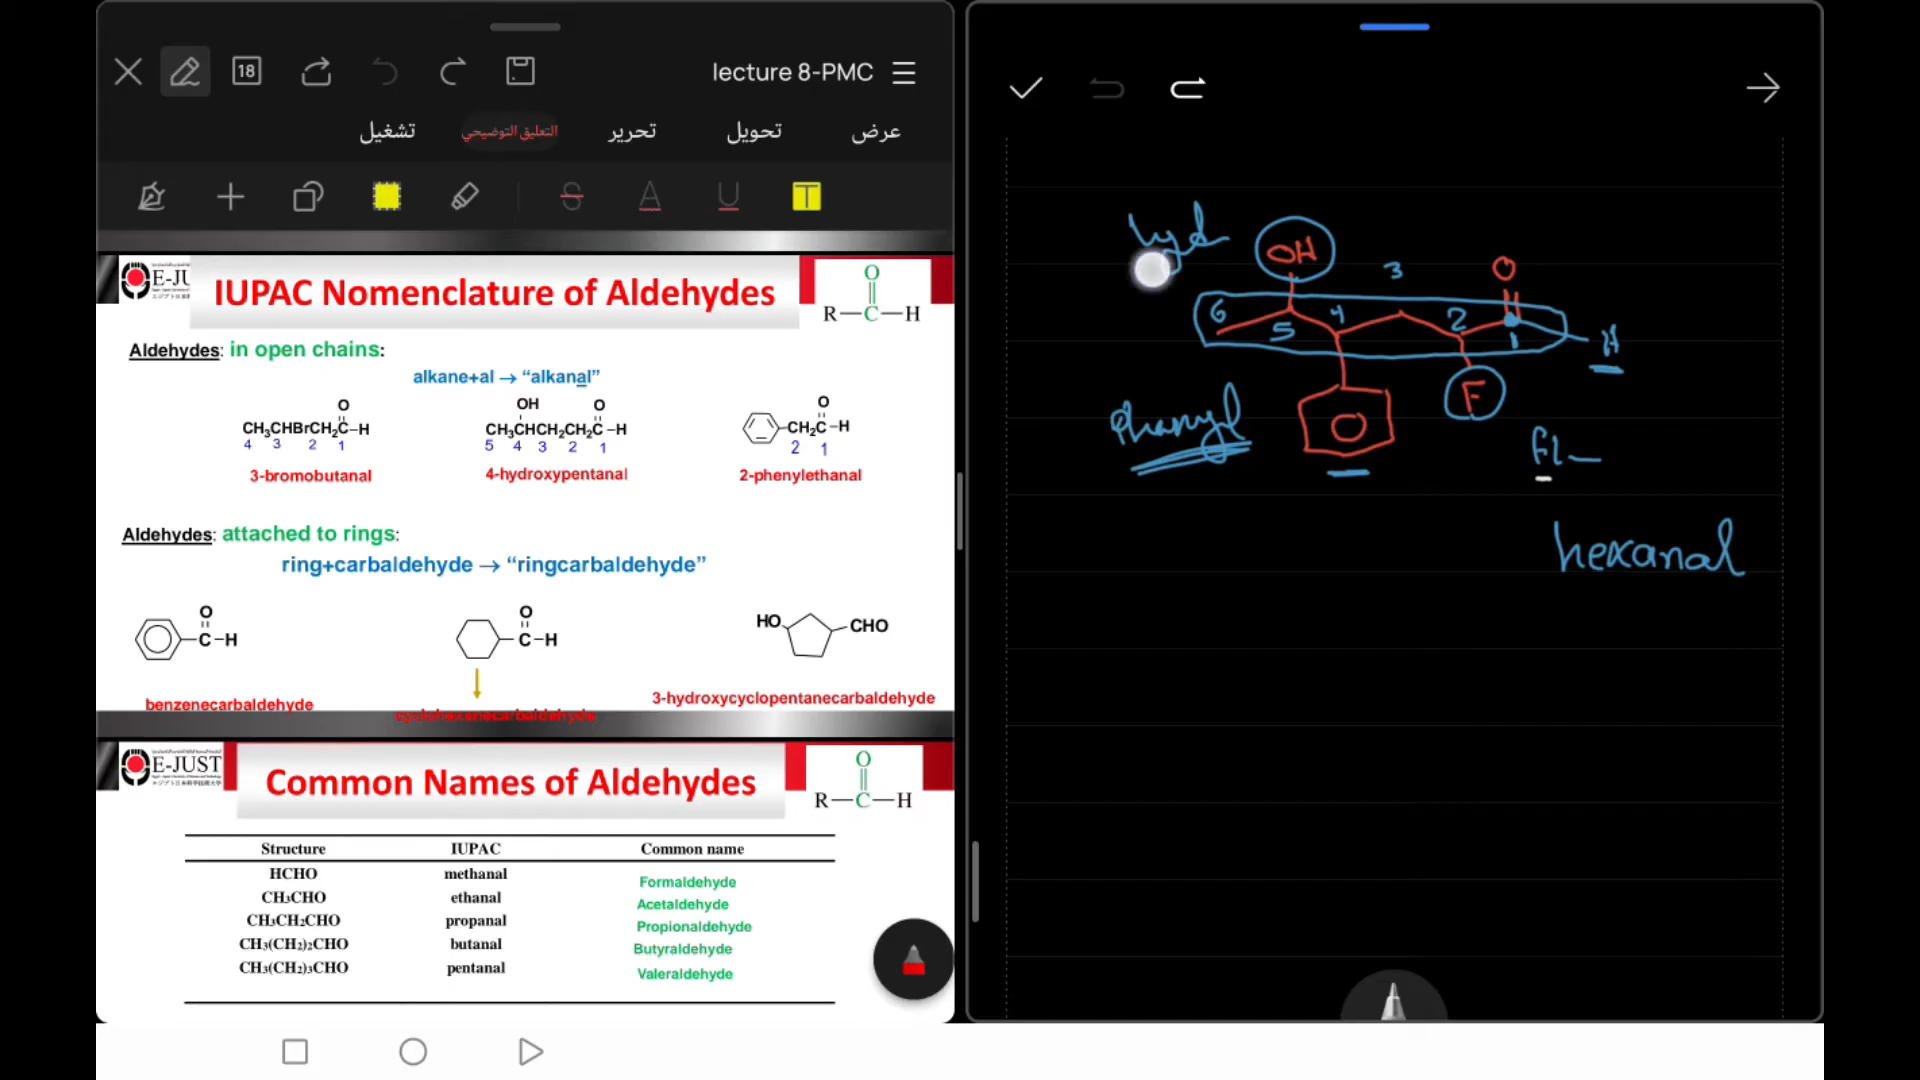 18
lecture 8-PMC
عرض تحويل تحرير التعليق التوضيحي تشغيل
E-JU
IUPAC Nomenclature of Aldehydes
O
R—C—H
Aldehydes: in open chains:
alkane+al → “alkanal”
O
CH3CHBrCH2C–H
4 3 2 1
3-bromobutanal
OH O
CH3CHCH2CH2C–H
5 4 3 2 1
4-hydroxypentanal
O
CH2C–H
2 1
2-phenylethanal
Aldehydes: attached to rings:
ring+carbaldehyde → “ringcarbaldehyde”
O
C–H
benzenecarbaldehyde
O
C–H
cyclohexanecarbaldehyde
HO CHO
3-hydroxycyclopentanecarbaldehyde
E-JUST
Common Names of Aldehydes
O
R—C—H
Structure IUPAC Common name
HCHO methanal Formaldehyde
CH3CHO ethanal Acetaldehyde
CH3CH2CHO propanal Propionaldehyde
CH3(CH2)2CHO butanal Butyraldehyde
CH3(CH2)3CHO pentanal Valeraldehyde
hyd
OH 3 O
6 5 4 2 1 H
phenyl F
Fl
hexanal